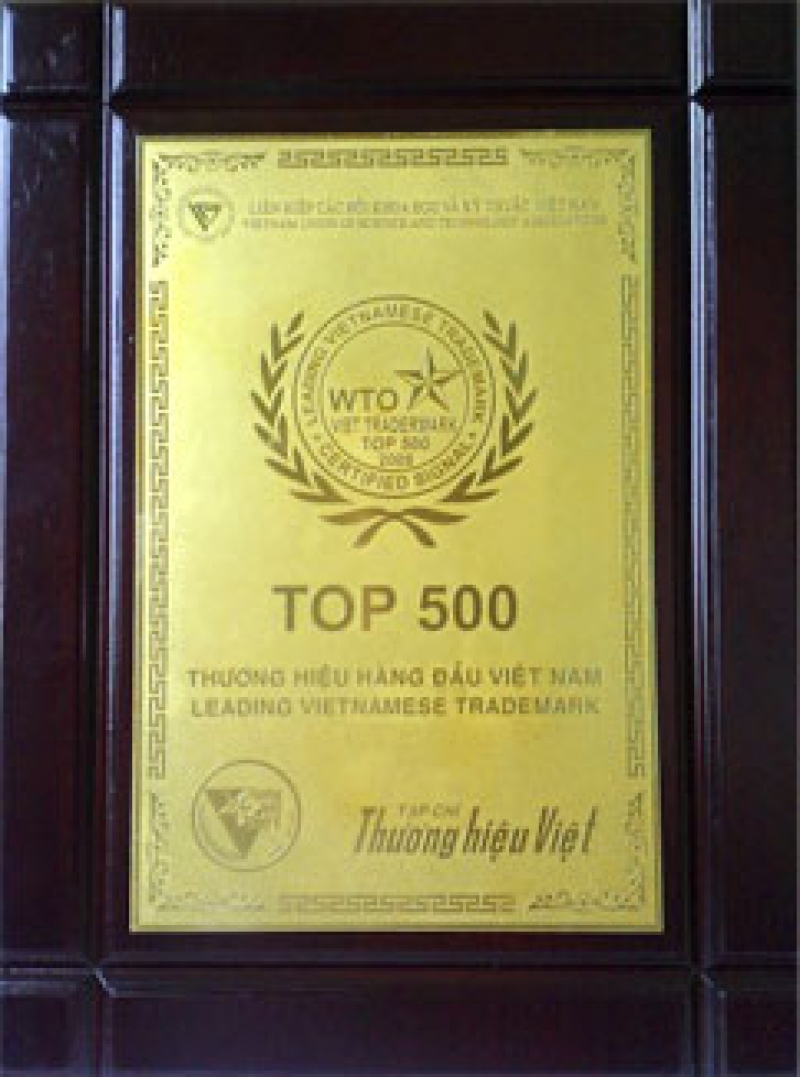 LIÊN HIỆP CÁC HỘI KHOA HỌC VÀ KỸ THUẬT VIỆT NAM
VIETNAM UNION OF SCIENCE AND TECHNOLOGY ASSOCIATIONS
LEADING VIETNAMESE TRADEMARK
WTO
VIET TRADERMARK
TOP 500
CERTIFIED SIGNAL
TOP 500
THƯƠNG HIỆU HÀNG ĐẦU VIỆT NAM
LEADING VIETNAMESE TRADEMARK
TẠP CHÍ
Thương hiệu Việt